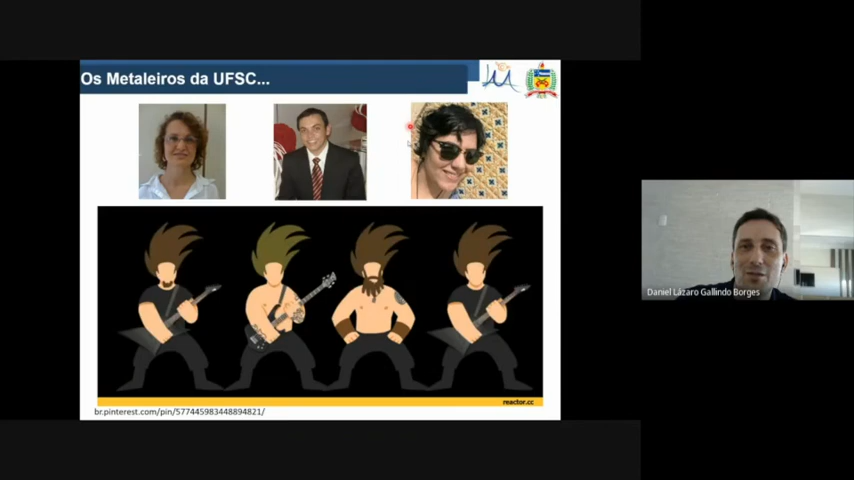 Os Metaleiros da UFSC...
Daniel Lázaro Gallindo Borges
reactor.cc
br.pinterest.com/pin/577445983448894821/